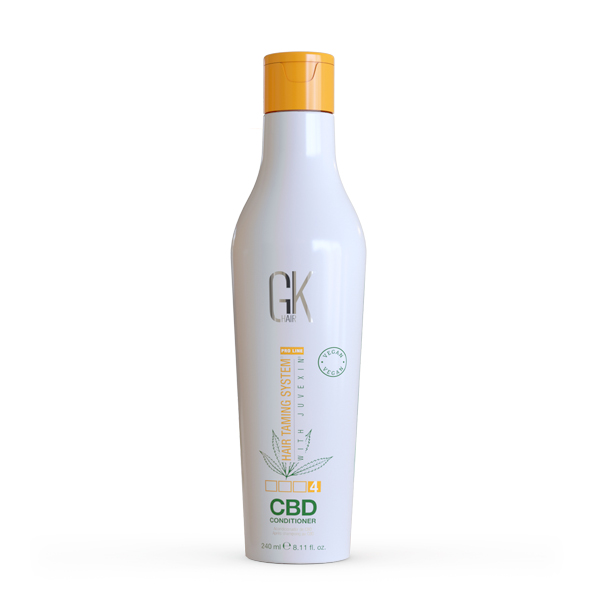 GK
HAIR
PRO LINE
HAIR TAMING SYSTEM
WITH JUVEXIN
VEGAN
VEGAN
4
CBD
CONDITIONER
240 ml ℮ 8.11 fl. oz.